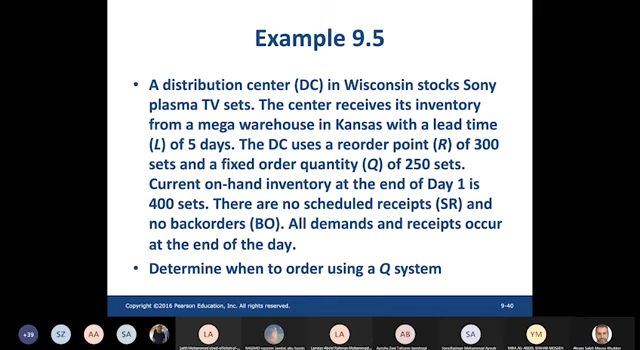 Example 9.5
• A distribution center (DC) in Wisconsin stocks Sony
plasma TV sets. The center receives its inventory
from a mega warehouse in Kansas with a lead time
(L) of 5 days. The DC uses a reorder point (R) of 300
sets and a fixed order quantity (Q) of 250 sets.
Current on-hand inventory at the end of Day 1 is
400 sets. There are no scheduled receipts (SR) and
no backorders (BO). All demands and receipts occur
at the end of the day.
• Determine when to order using a Q system
Copyright ©2016 Pearson Education, Inc. All rights reserved.
9-40
+39
SZ
AA
SA
LA
LA
AB
SA
YM